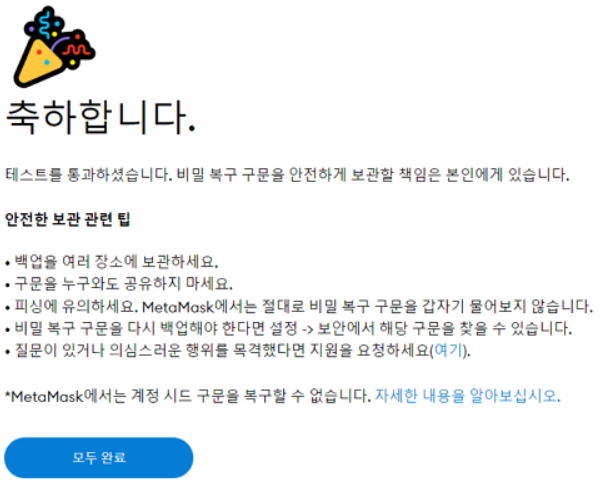 축하합니다.
테스트를 통과하셨습니다. 비밀 복구 구문을 안전하게 보관할 책임은 본인에게 있습니다.
안전한 보관 관련 팁
• 백업을 여러 장소에 보관하세요.
• 구문을 누구와도 공유하지 마세요.
• 피싱에 유의하세요. MetaMask에서는 절대로 비밀 복구 구문을 갑자기 물어보지 않습니다.
• 비밀 복구 구문을 다시 백업해야 한다면 설정 -> 보안에서 해당 구문을 찾을 수 있습니다.
• 질문이 있거나 의심스러운 행위를 목격했다면 지원을 요청하세요(여기).
*MetaMask에서는 계정 시드 구문을 복구할 수 없습니다. 자세한 내용을 알아보십시오.
모두 완료